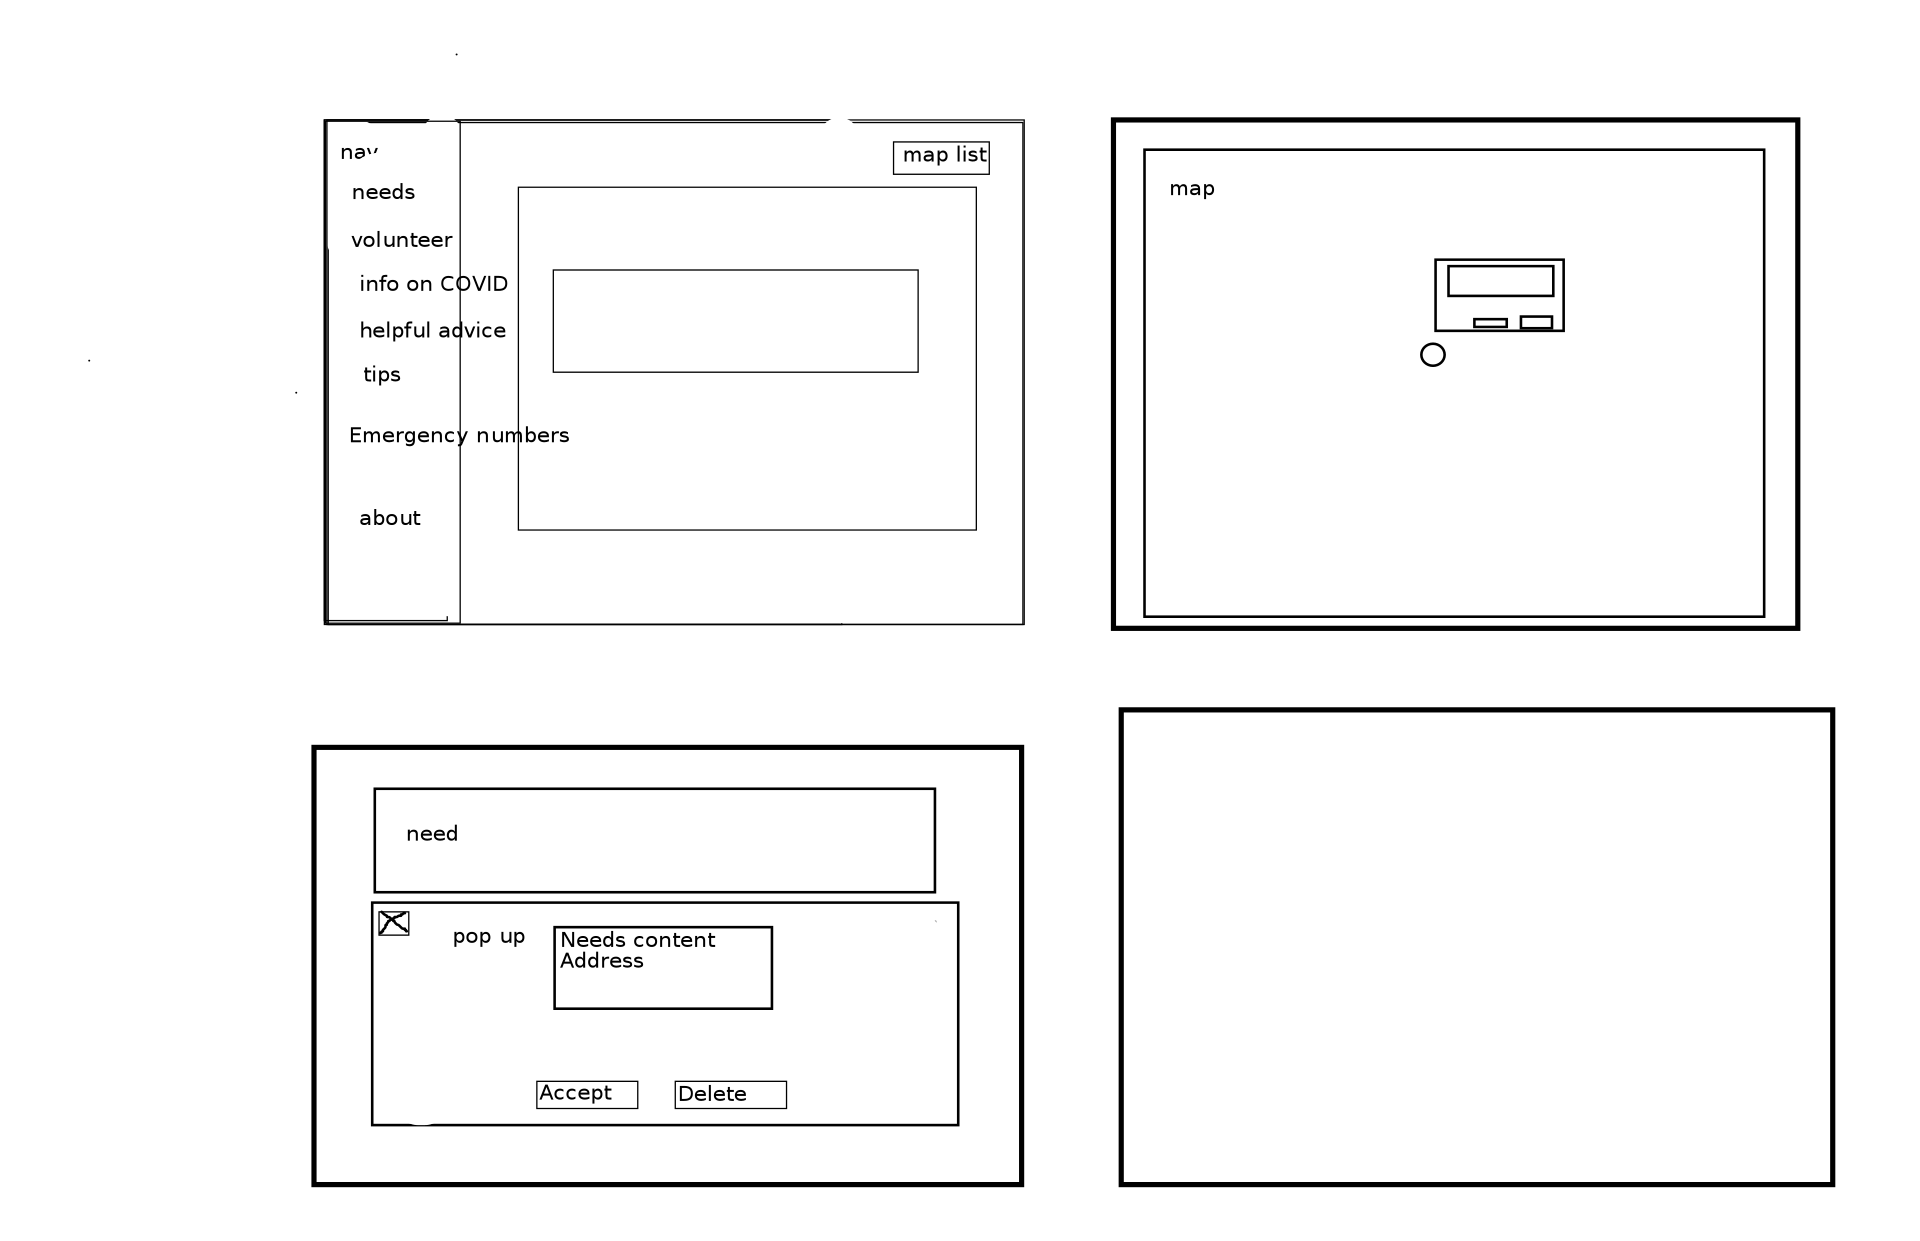 nav
map list
needs
volunteer
info on COVID
helpful advice
tips
Emergency numbers
about
map
need
pop up
Needs content
Address
Accept
Delete